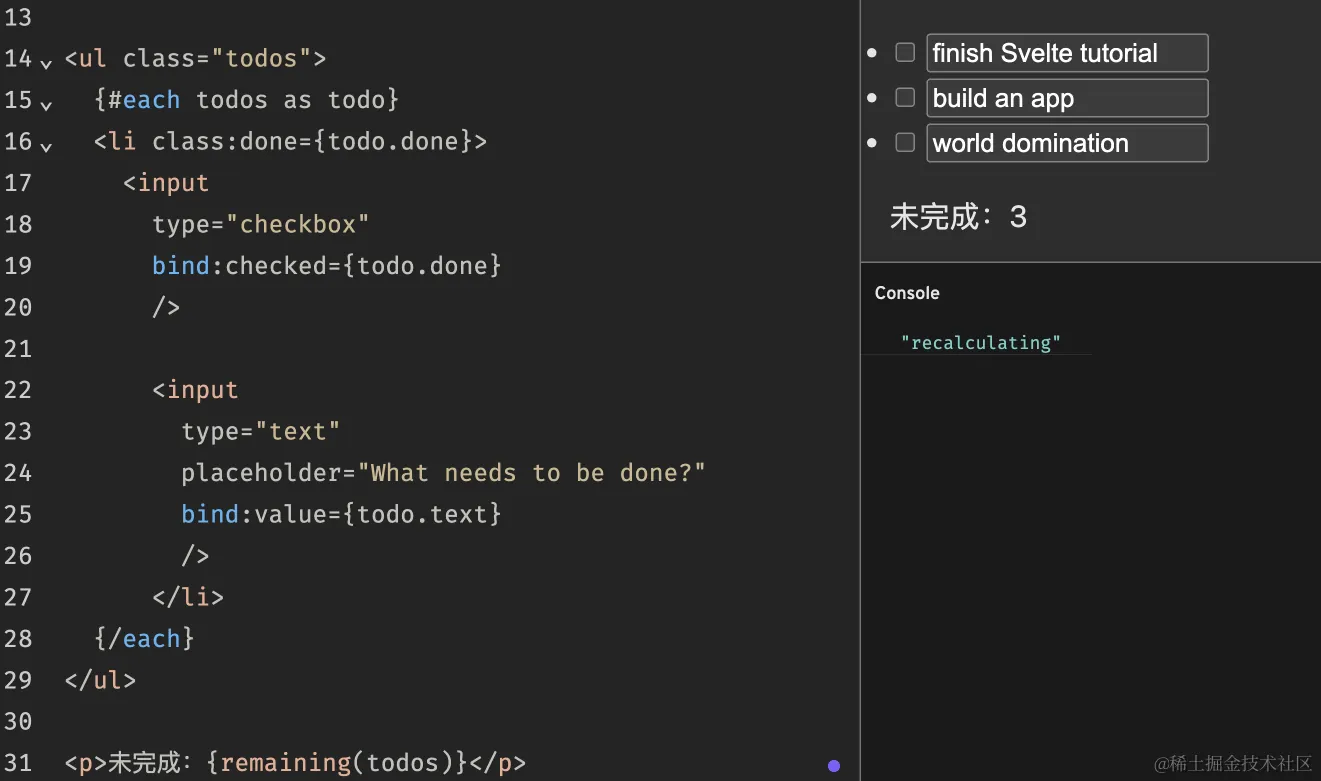 13
14 <ul class="todos">
15 {#each todos as todo}
16 <li class:done={todo.done}>
17 <input
18 type="checkbox"
19 bind:checked={todo.done}
20 />
21
22 <input
23 type="text"
24 placeholder="What needs to be done?"
25 bind:value={todo.text}
26 />
27 </li>
28 {/each}
29 </ul>
30
31 <p>未完成：{remaining(todos)}</p>
finish Svelte tutorial
build an app
world domination
未完成：3
Console
"recalculating"
@稀土掘金技术社区